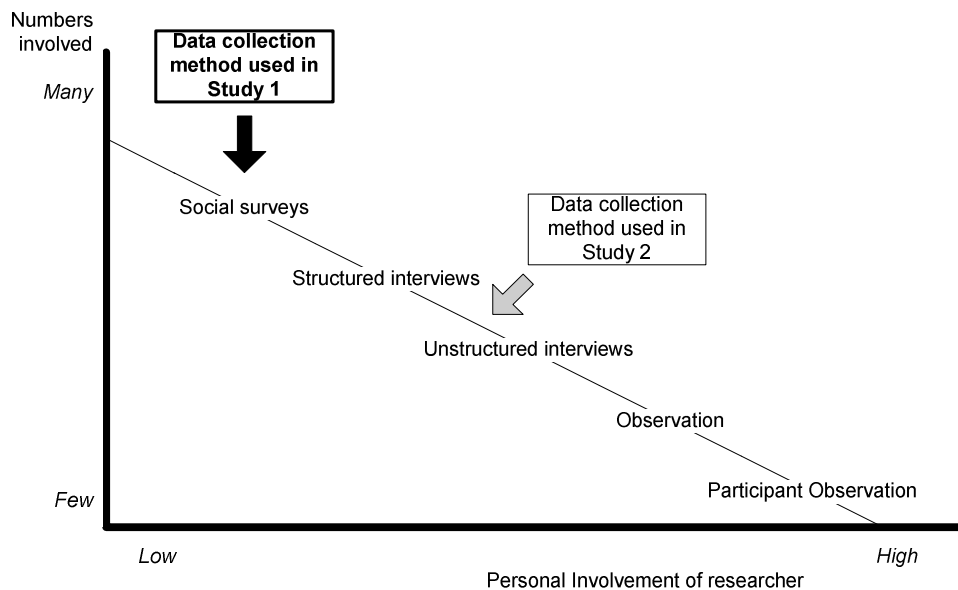 Numbers
involved
Many
Data collection
method used in
Study 1
Social surveys
Data collection
method used in
Study 2
Structured interviews
Unstructured interviews
Observation
Participant Observation
Few
Low
High
Personal Involvement of researcher